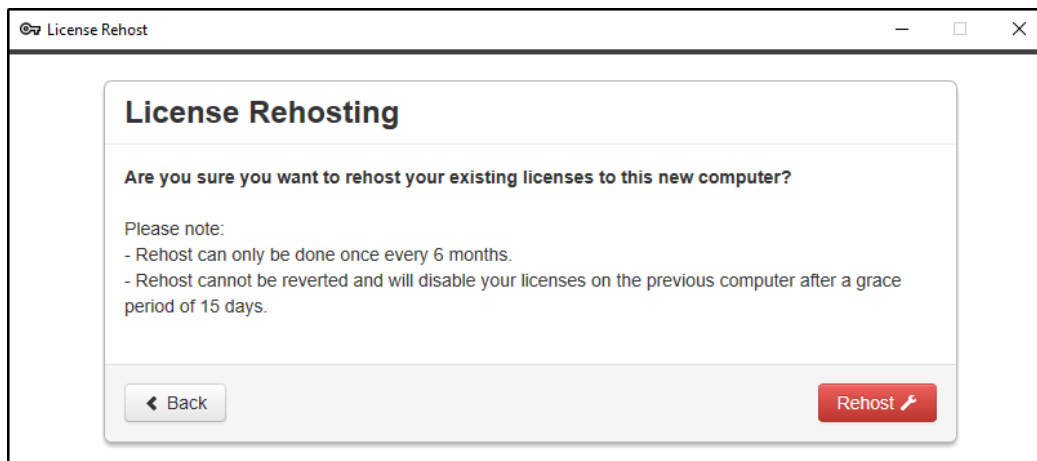 License Rehost
License Rehosting
Are you sure you want to rehost your existing licenses to this new computer?
Please note:
- Rehost can only be done once every 6 months.
- Rehost cannot be reverted and will disable your licenses on the previous computer after a grace
period of 15 days.
Back
Rehost